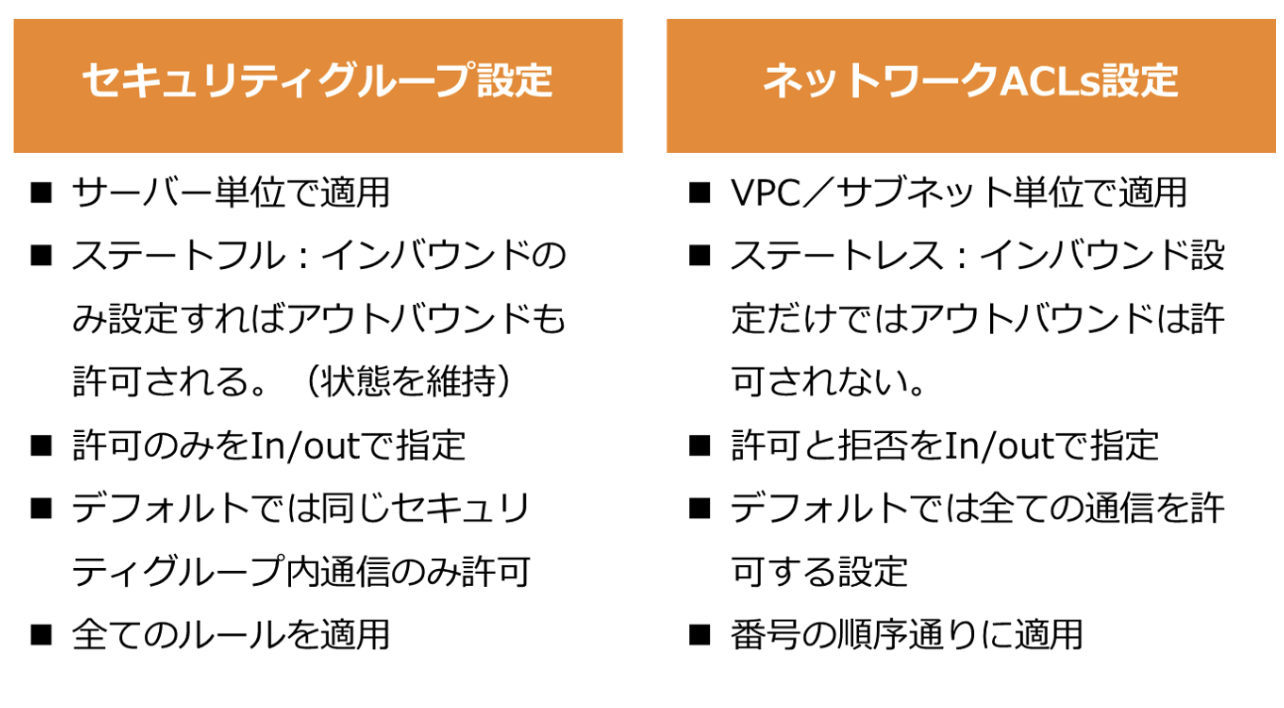 セキュリティグループ設定
■ サーバー単位で適用
■ ステートフル：インバウンドの
み設定すればアウトバウンドも
許可される。（状態を維持）
■ 許可のみをIn/outで指定
■ デフォルトでは同じセキュリ
ティグループ内通信のみ許可
■ 全てのルールを適用
ネットワークACLs設定
■ VPC／サブネット単位で適用
■ ステートレス：インバウンド設
定だけではアウトバウンドは許
可されない。
■ 許可と拒否をIn/outで指定
■ デフォルトでは全ての通信を許
可する設定
■ 番号の順序通りに適用